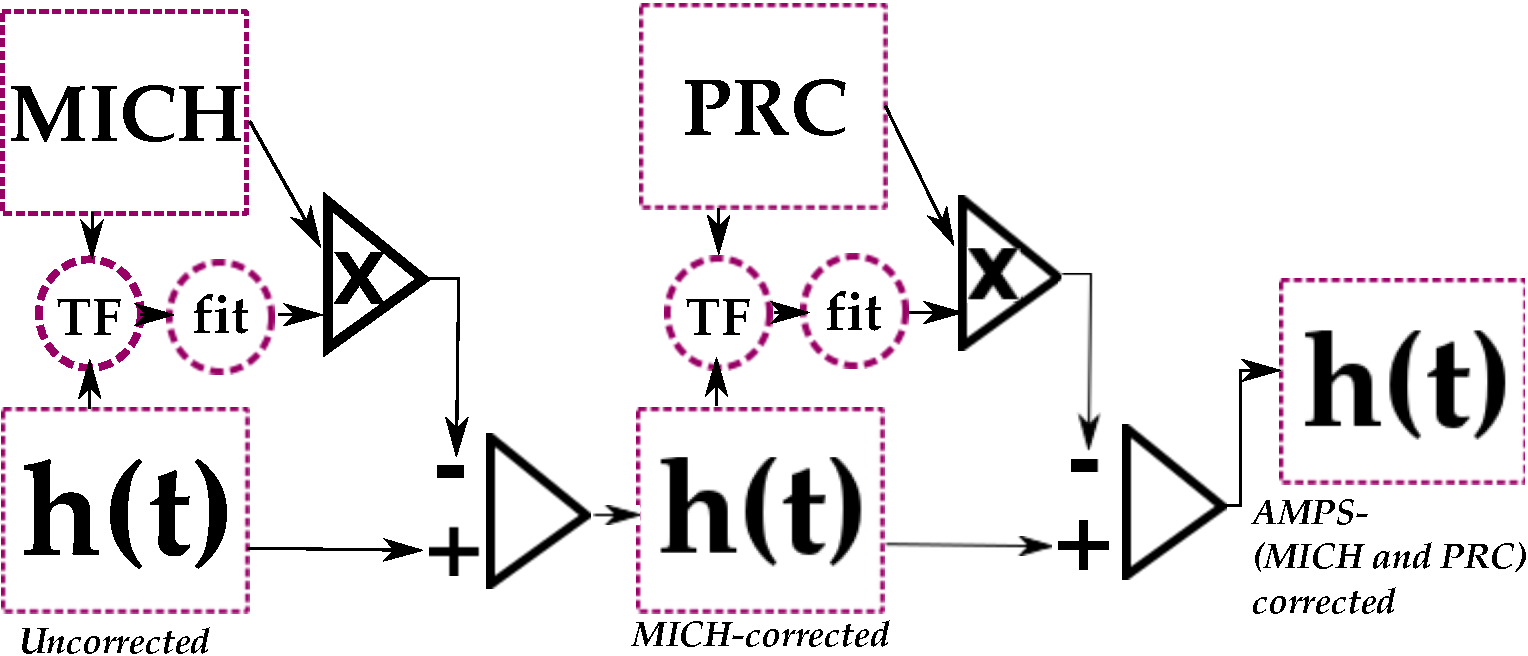 MICH
PRC
TF
fit
X
TF
fit
X
h(t)
-
+
h(t)
-
+
h(t)
Uncorrected
MICH-corrected
AMPS-
(MICH and PRC)
corrected